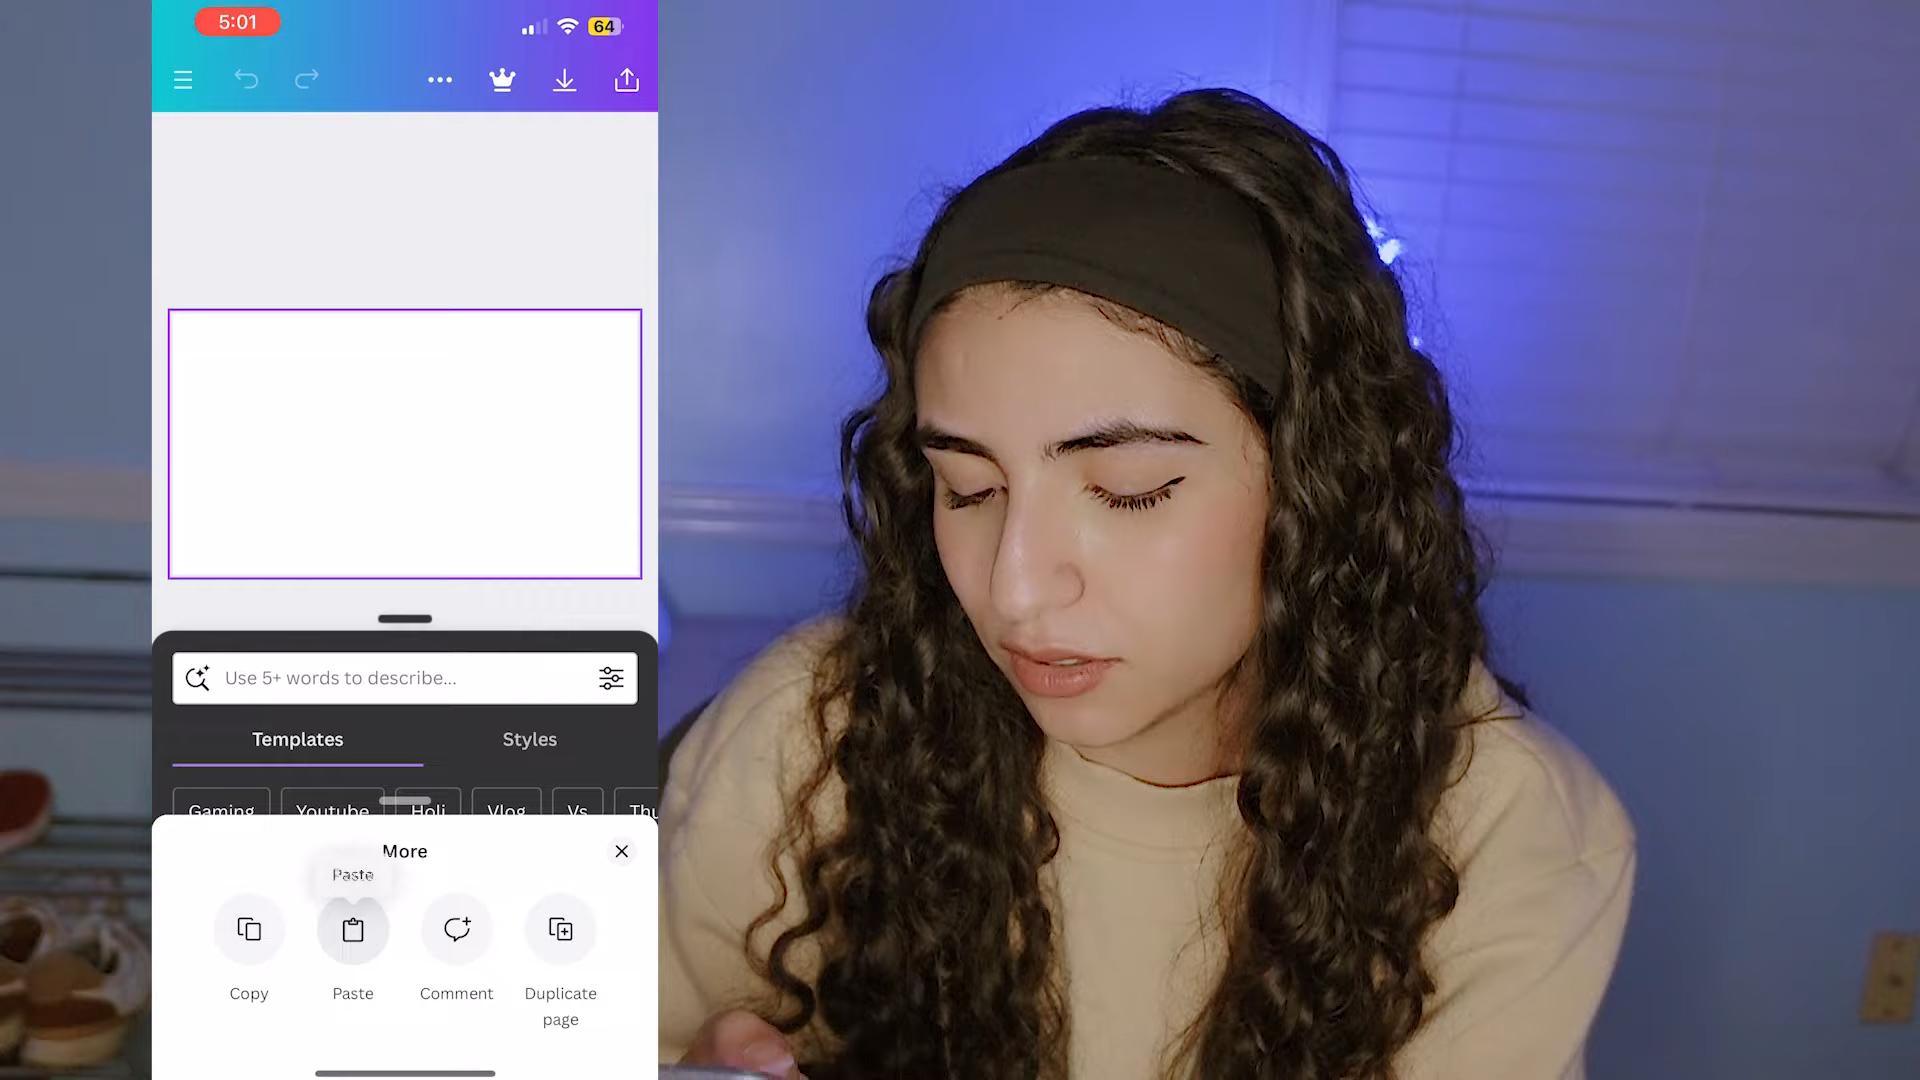 5:01
64
Use 5+ words to describe...
Templates
Styles
Gaming
Youtube
Holi
Vlog
Vs
Thu
More
Paste
Copy
Paste
Comment
Duplicate
page